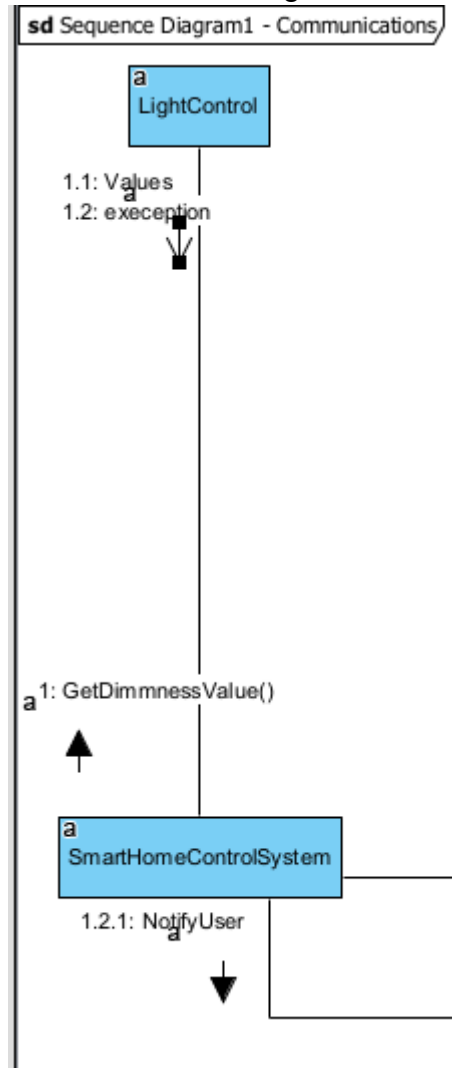 sd Sequence Diagram1 - Communications
a
LightControl
1.1: Values
a
1.2: exeception
1: GetDimmnessValue()
a
a
SmartHomeControlSystem
1.2.1: NotifyUser
a